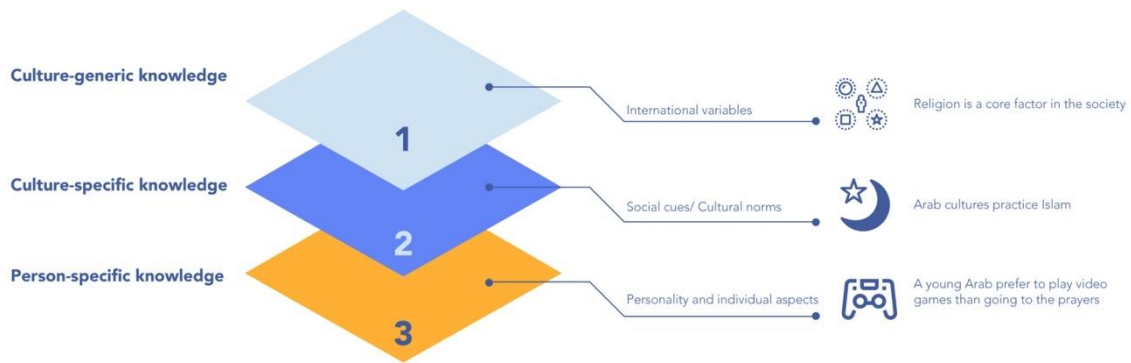 Culture-generic knowledge
1
International variables
Religion is a core factor in the society
Culture-specific knowledge
2
Social cues/ Cultural norms
Arab cultures practice Islam
Person-specific knowledge
3
Personality and individual aspects
A young Arab prefer to play video
games than going to the prayers